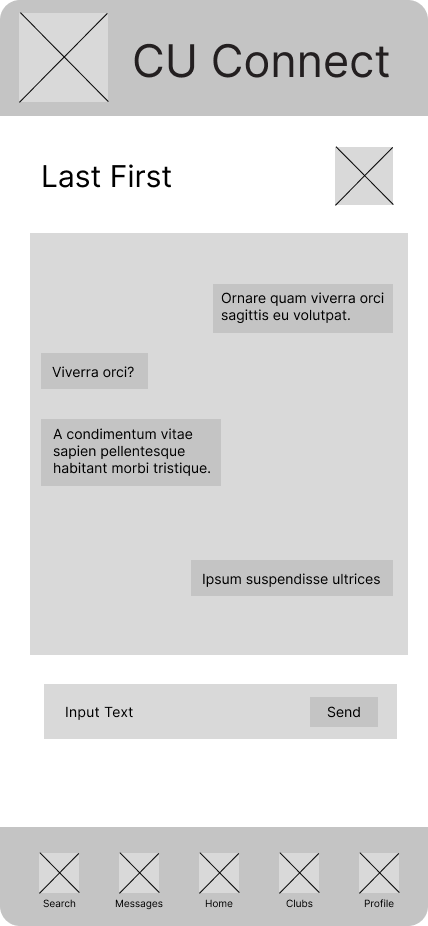 CU Connect
Last First
Ornare quam viverra orci
sagittis eu volutpat.
Viverra orci?
A condimentum vitae
sapien pellentesque
habitant morbi tristique.
Ipsum suspendisse ultrices
Input Text
Send
Search
Messages
Home
Clubs
Profile